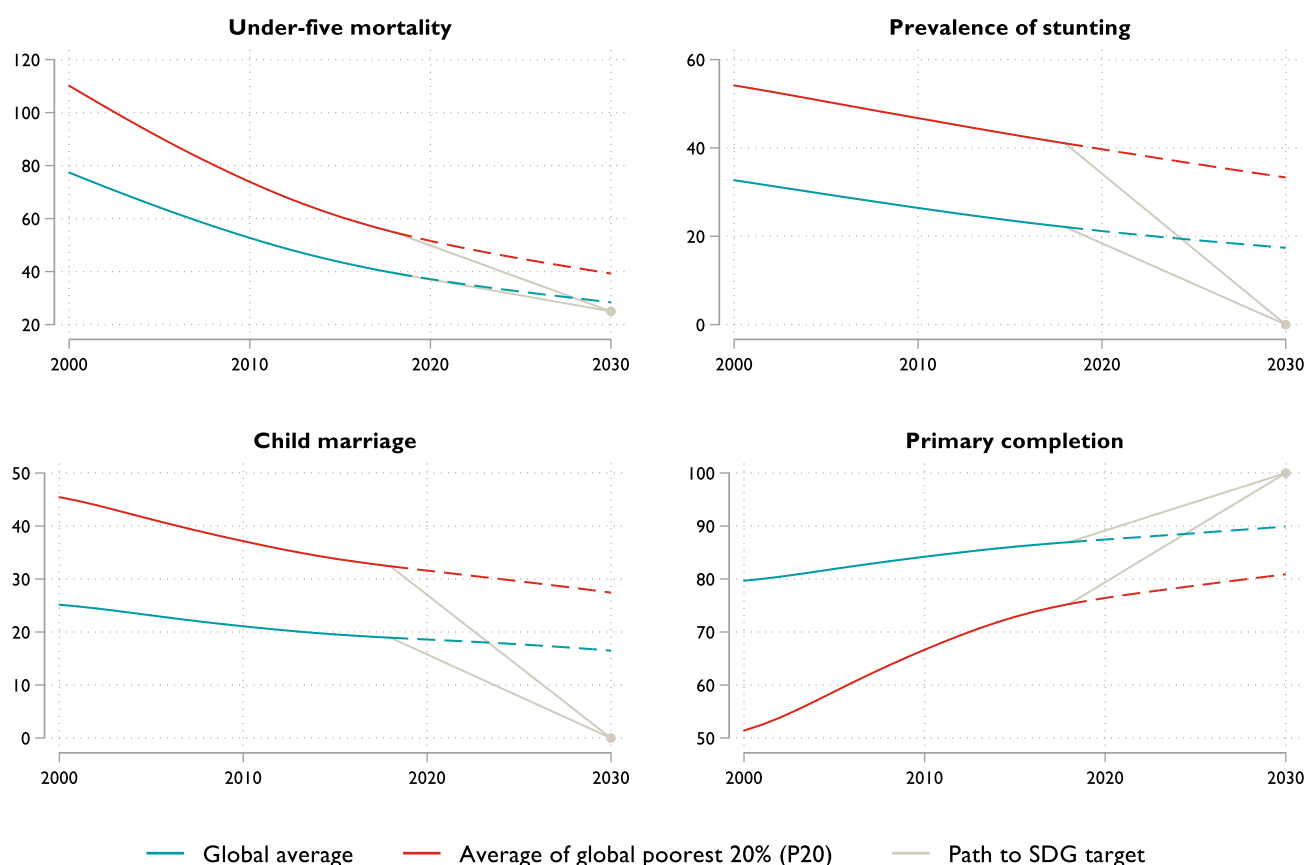 Under-five mortality
120
100
80
60
40
20
2000 2010 2020 2030
Prevalence of stunting
60
40
20
0
2000 2010 2020 2030
Child marriage
50
40
30
20
10
0
2000 2010 2020 2030
Primary completion
100
90
80
70
60
50
2000 2010 2020 2030
Global average Average of global poorest 20% (P20) Path to SDG target